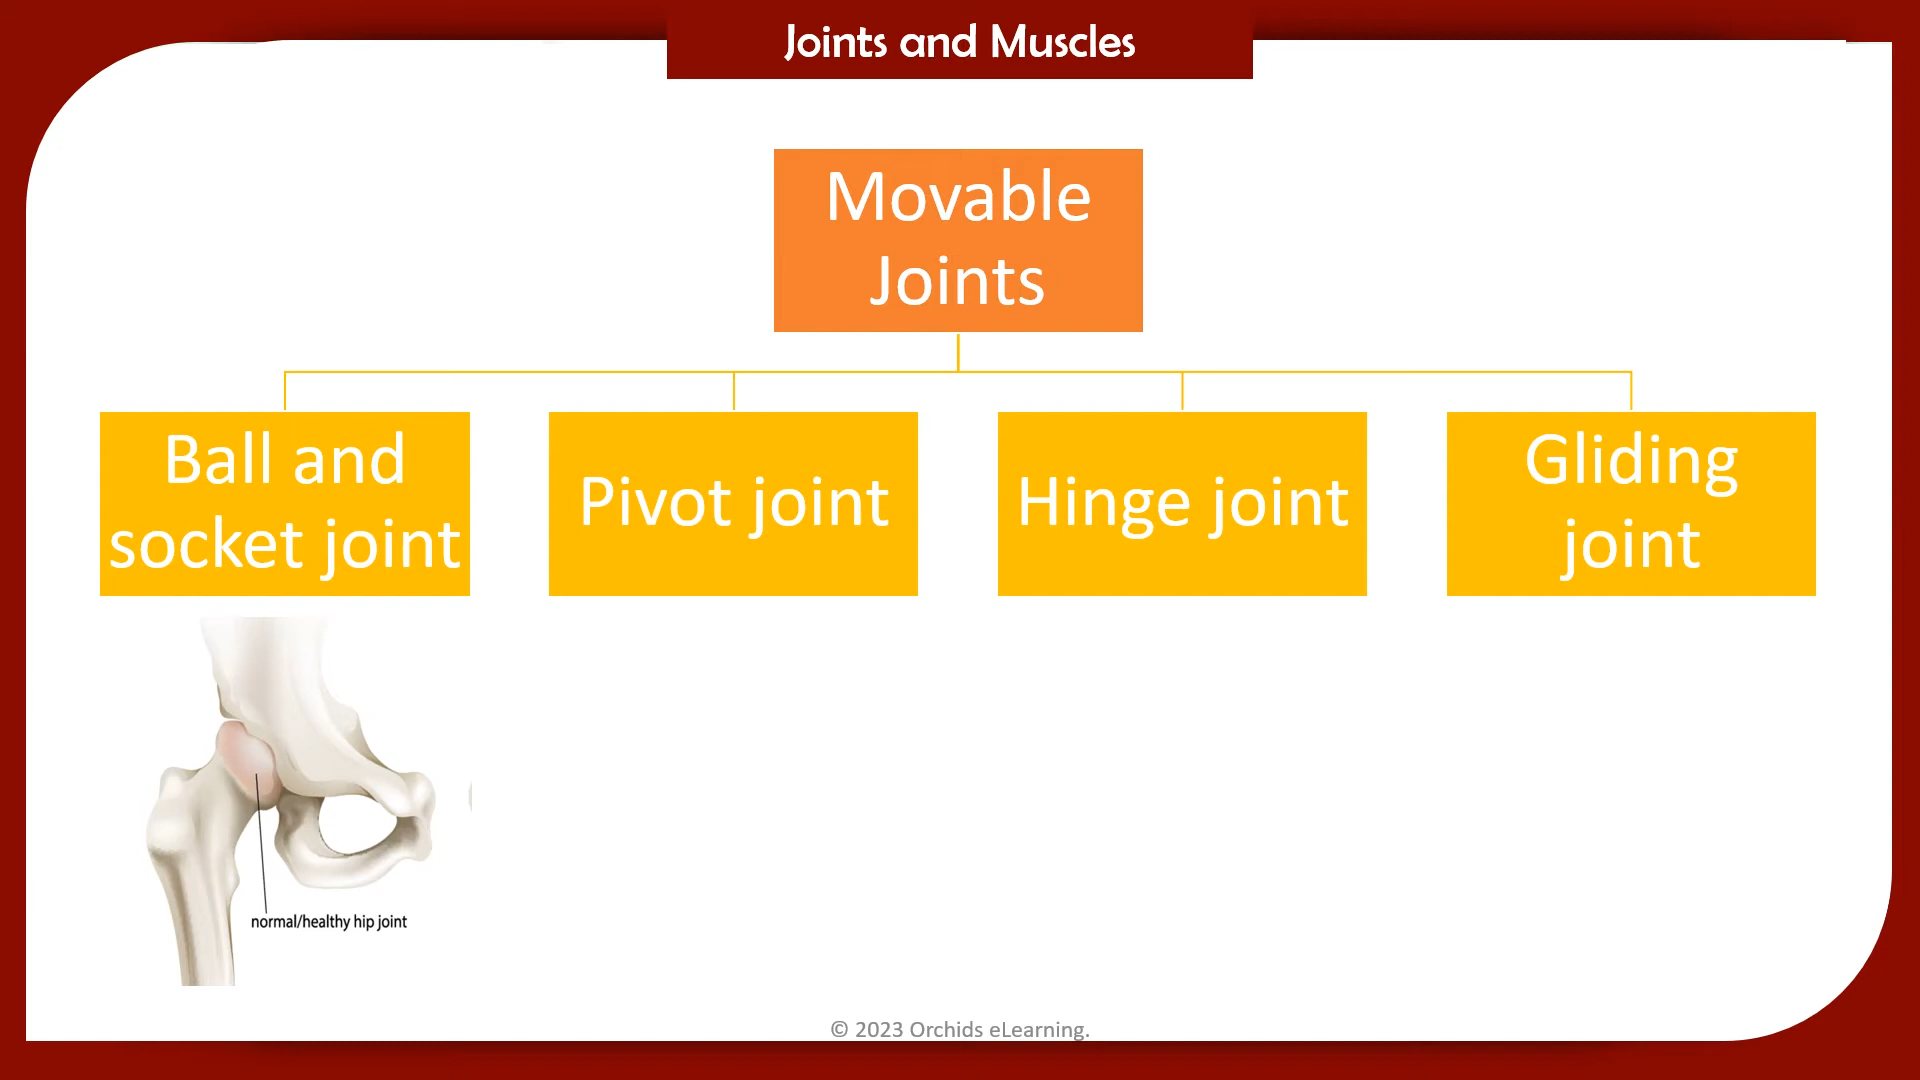 Joints and Muscles
Movable
Joints
Ball and
socket joint
Pivot joint
Hinge joint
Gliding
joint
normal/healthy hip joint
© 2023 Orchids eLearning.